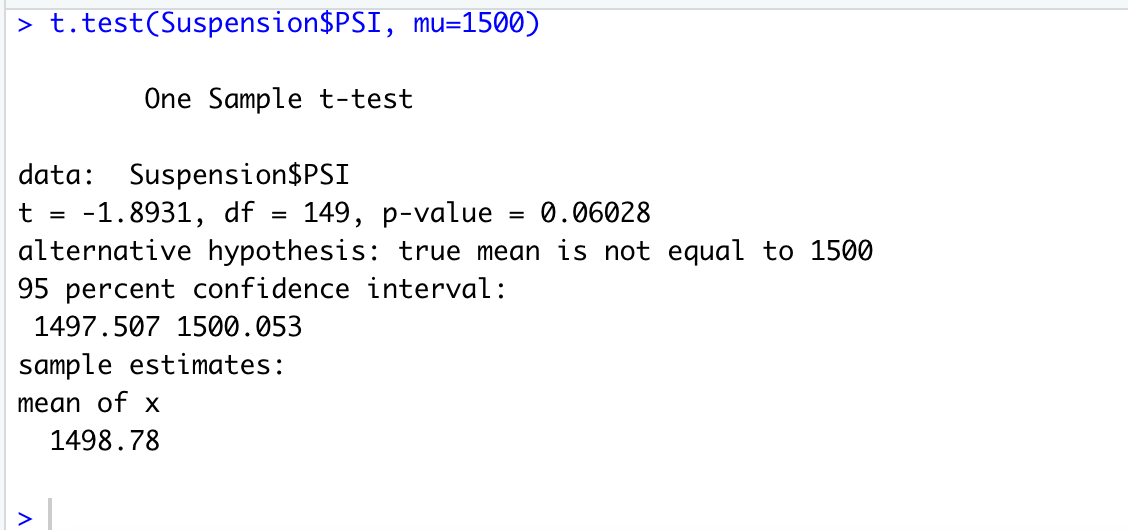 > t.test(Suspension$PSI, mu=1500)
One Sample t-test
data:  Suspension$PSI
t = -1.8931, df = 149, p-value = 0.06028
alternative hypothesis: true mean is not equal to 1500
95 percent confidence interval:
 1497.507 1500.053
sample estimates:
mean of x
  1498.78
>